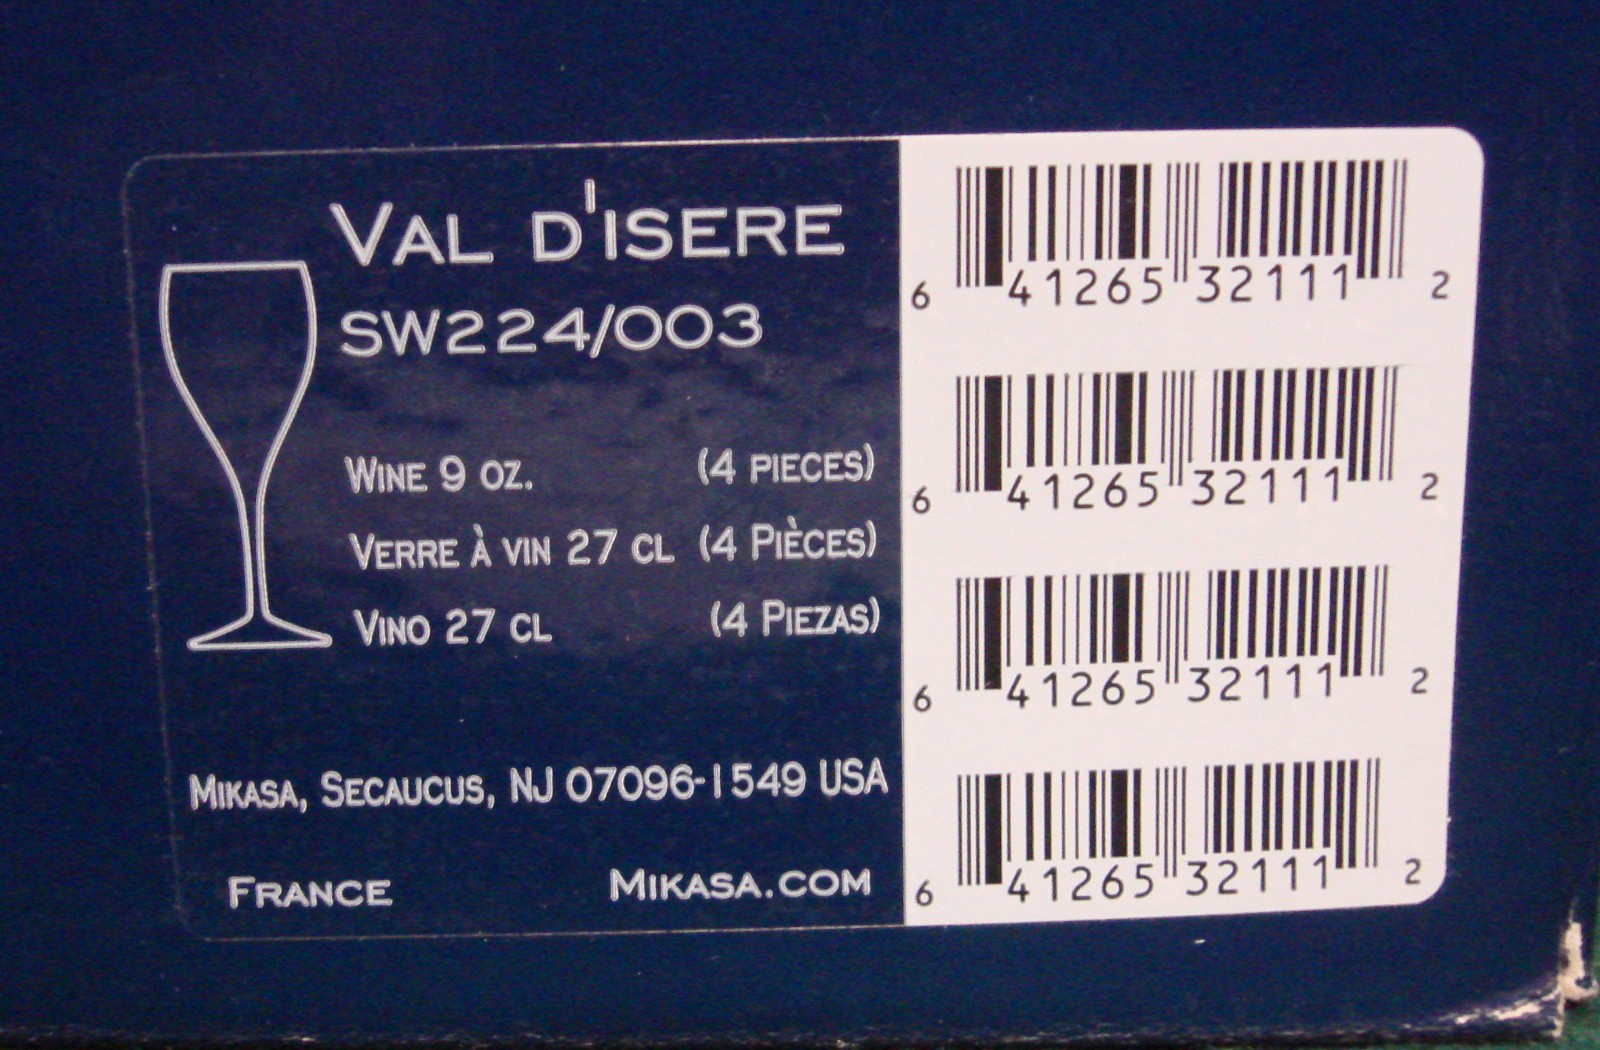 VAL D'ISERE
SW224/003
WINE 9 OZ. (4 PIECES)
VERRE À VIN 27 CL (4 PIÈCES)
VINO 27 CL (4 PIEZAS)
MIKASA, SECAUCUS, NJ 07096-1549 USA
FRANCE MIKASA.COM
6 41265 32111 2
6 41265 32111 2
6 41265 32111 2
6 41265 32111 2